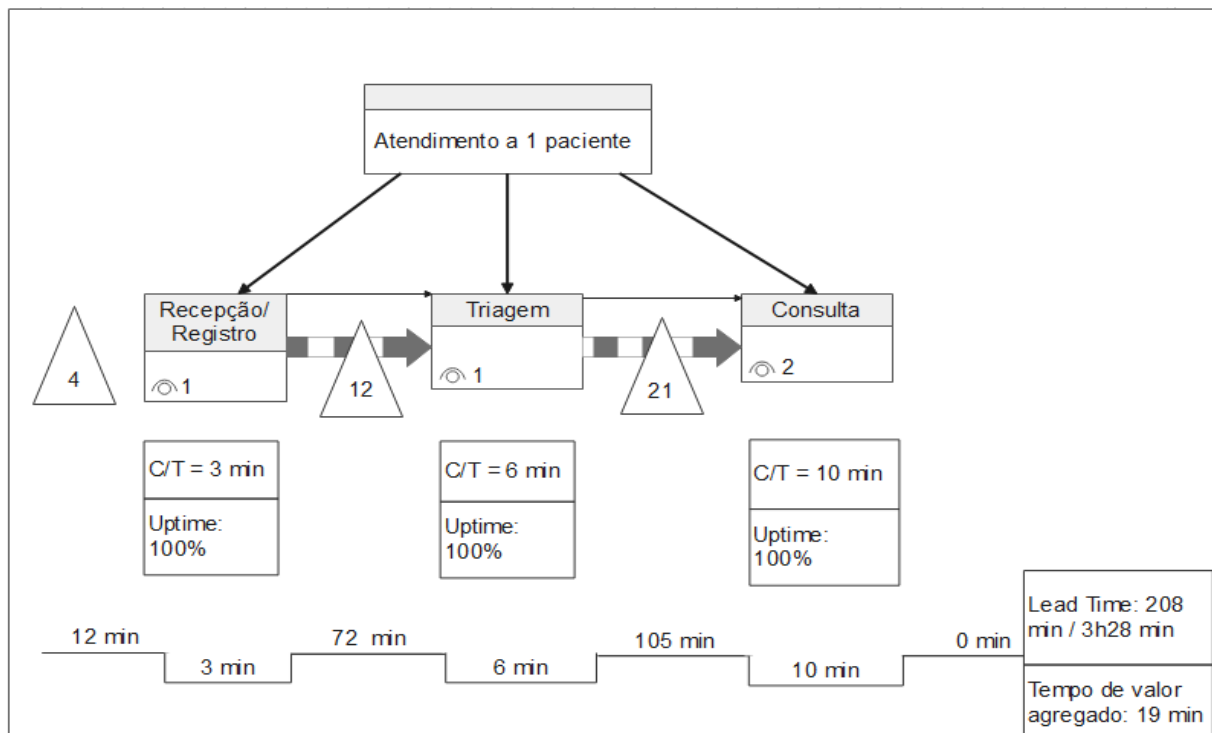 Atendimento a 1 paciente
Recepção/
Registro
1
Triagem
1
Consulta
2
4
12
21
C/T = 3 min
Uptime:
100%
C/T = 6 min
Uptime:
100%
C/T = 10 min
Uptime:
100%
12 min
3 min
72 min
6 min
105 min
10 min
0 min
Lead Time: 208
min / 3h28 min
Tempo de valor
agregado: 19 min